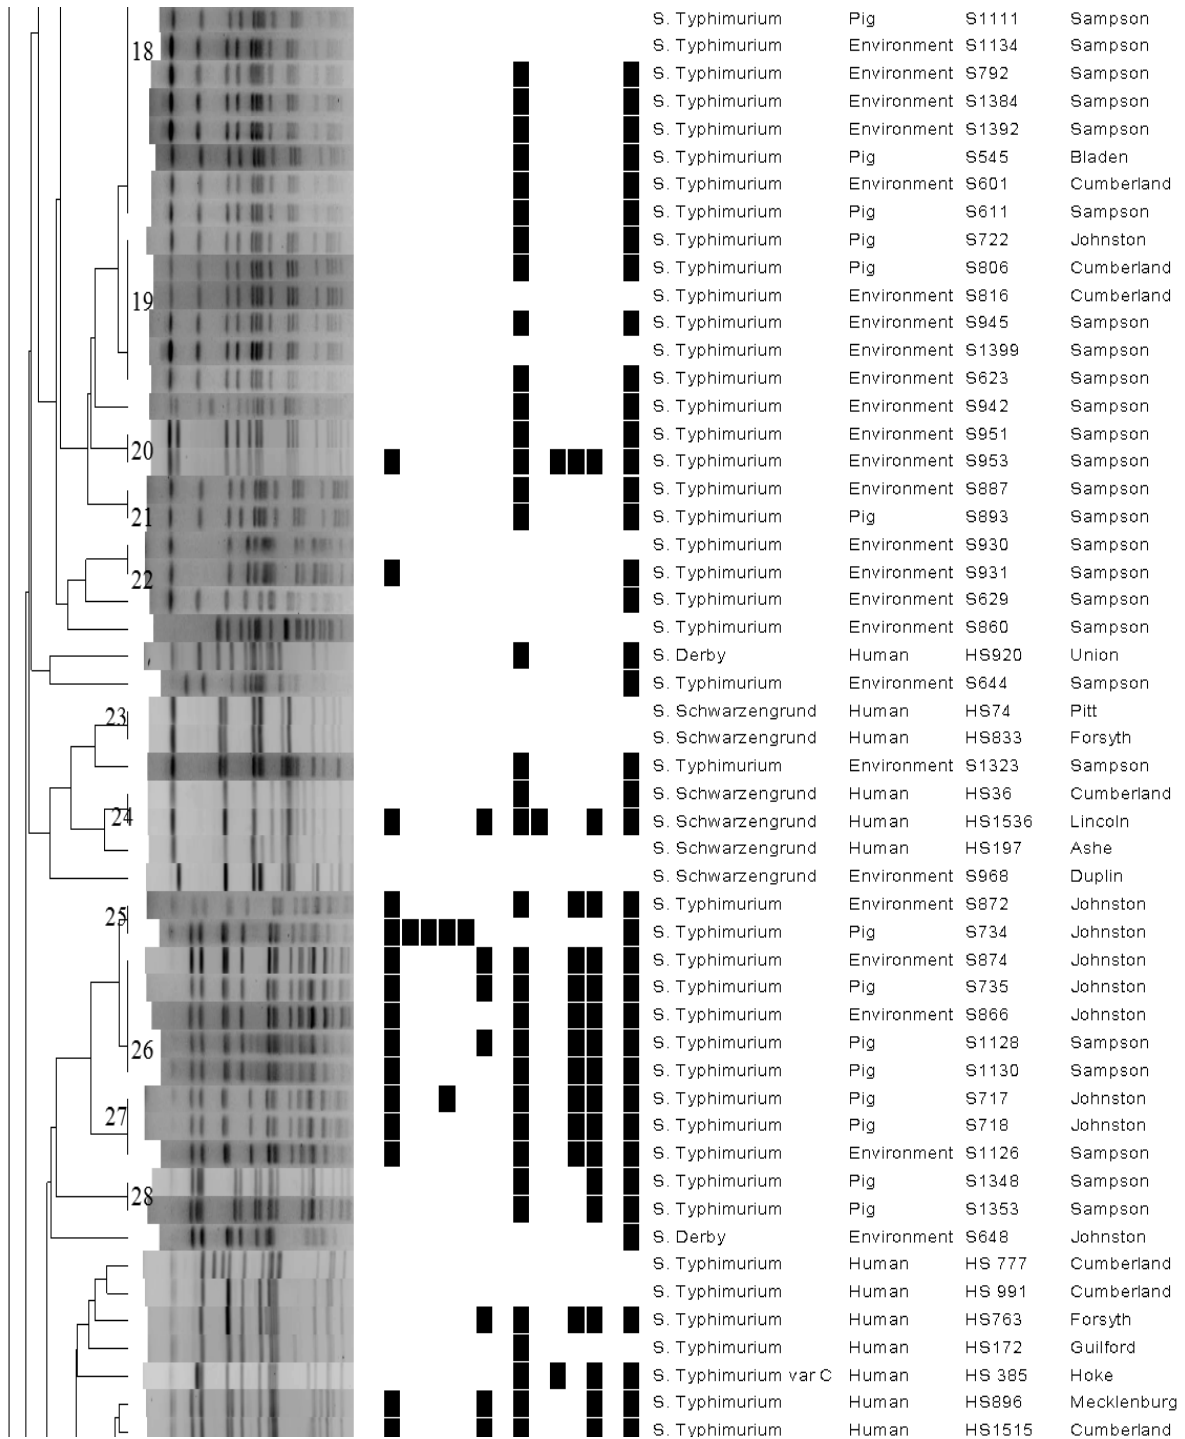 S. Typhimurium Pig S1111 Sampson
18 S. Typhimurium Environment S1134 Sampson
S. Typhimurium Environment S792 Sampson
S. Typhimurium Environment S1384 Sampson
S. Typhimurium Environment S1392 Sampson
S. Typhimurium Pig S545 Bladen
S. Typhimurium Environment S601 Cumberland
S. Typhimurium Pig S611 Sampson
S. Typhimurium Pig S722 Johnston
S. Typhimurium Pig S806 Cumberland
19 S. Typhimurium Environment S816 Cumberland
S. Typhimurium Environment S945 Sampson
S. Typhimurium Environment S1399 Sampson
S. Typhimurium Environment S623 Sampson
S. Typhimurium Environment S942 Sampson
S. Typhimurium Environment S951 Sampson
20 S. Typhimurium Environment S953 Sampson
S. Typhimurium Environment S887 Sampson
21 S. Typhimurium Pig S893 Sampson
S. Typhimurium Environment S930 Sampson
22 S. Typhimurium Environment S931 Sampson
S. Typhimurium Environment S629 Sampson
S. Typhimurium Environment S860 Sampson
S. Derby Human HS920 Union
S. Typhimurium Environment S644 Sampson
23 S. Schwarzengrund Human HS74 Pitt
S. Schwarzengrund Human HS833 Forsyth
S. Typhimurium Environment S1323 Sampson
S. Schwarzengrund Human HS36 Cumberland
24 S. Schwarzengrund Human HS1536 Lincoln
S. Schwarzengrund Human HS197 Ashe
S. Schwarzengrund Environment S968 Duplin
S. Typhimurium Environment S872 Johnston
25 S. Typhimurium Pig S734 Johnston
S. Typhimurium Environment S874 Johnston
S. Typhimurium Pig S735 Johnston
S. Typhimurium Environment S866 Johnston
26 S. Typhimurium Pig S1128 Sampson
S. Typhimurium Pig S1130 Sampson
S. Typhimurium Pig S717 Johnston
27 S. Typhimurium Pig S718 Johnston
S. Typhimurium Environment S1126 Sampson
S. Typhimurium Pig S1348 Sampson
28 S. Typhimurium Pig S1353 Sampson
S. Derby Environment S648 Johnston
S. Typhimurium Human HS 777 Cumberland
S. Typhimurium Human HS 991 Cumberland
S. Typhimurium Human HS763 Forsyth
S. Typhimurium Human HS172 Guilford
S. Typhimurium var C Human HS 385 Hoke
S. Typhimurium Human HS896 Mecklenburg
S. Typhimurium Human HS1515 Cumberland